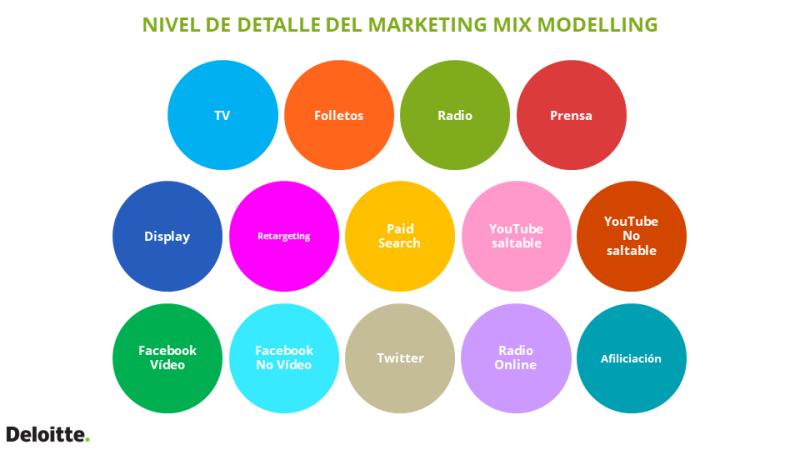 NIVEL DE DETALLE DEL MARKETING MIX MODELLING
TV
Folletos
Radio
Prensa
Display
Retargeting
Paid
Search
YouTube
saltable
YouTube
No
saltable
Facebook
Vídeo
Facebook
No Vídeo
Twitter
Radio
Online
Afiliciación
Deloitte.